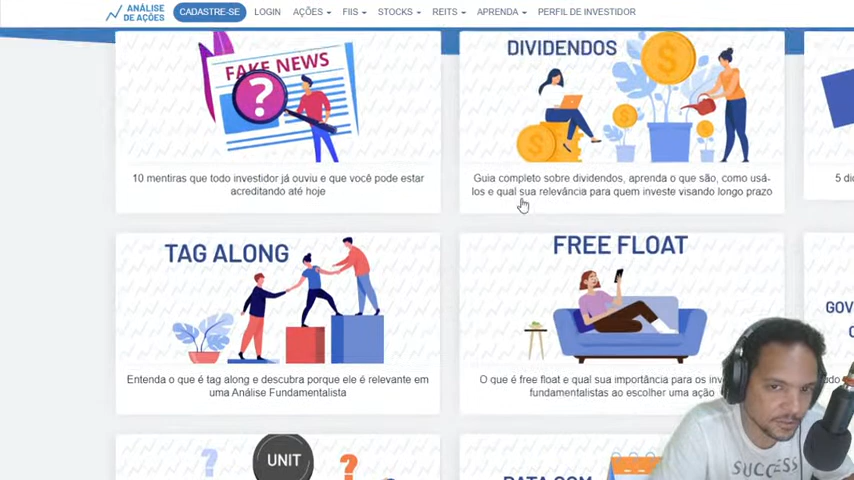 ANÁLISE
DE AÇÕES
CADASTRE-SE LOGIN AÇÕES FIIS STOCKS REITS APRENDA PERFIL DE INVESTIDOR
FAKE NEWS
?
10 mentiras que todo investidor já ouviu e que você pode estar
acreditando até hoje
DIVIDENDOS
Guia completo sobre dividendos, aprenda o que são, como usá-
los e qual sua relevância para quem investe visando longo prazo
5
TAG ALONG
Entenda o que é tag along e descubra porque ele é relevante em
uma Análise Fundamentalista
FREE FLOAT
O que é free float e qual sua importância para os
fundamentalistas ao escolher uma ação
?
UNIT
?
DATA COM
SUCCESS